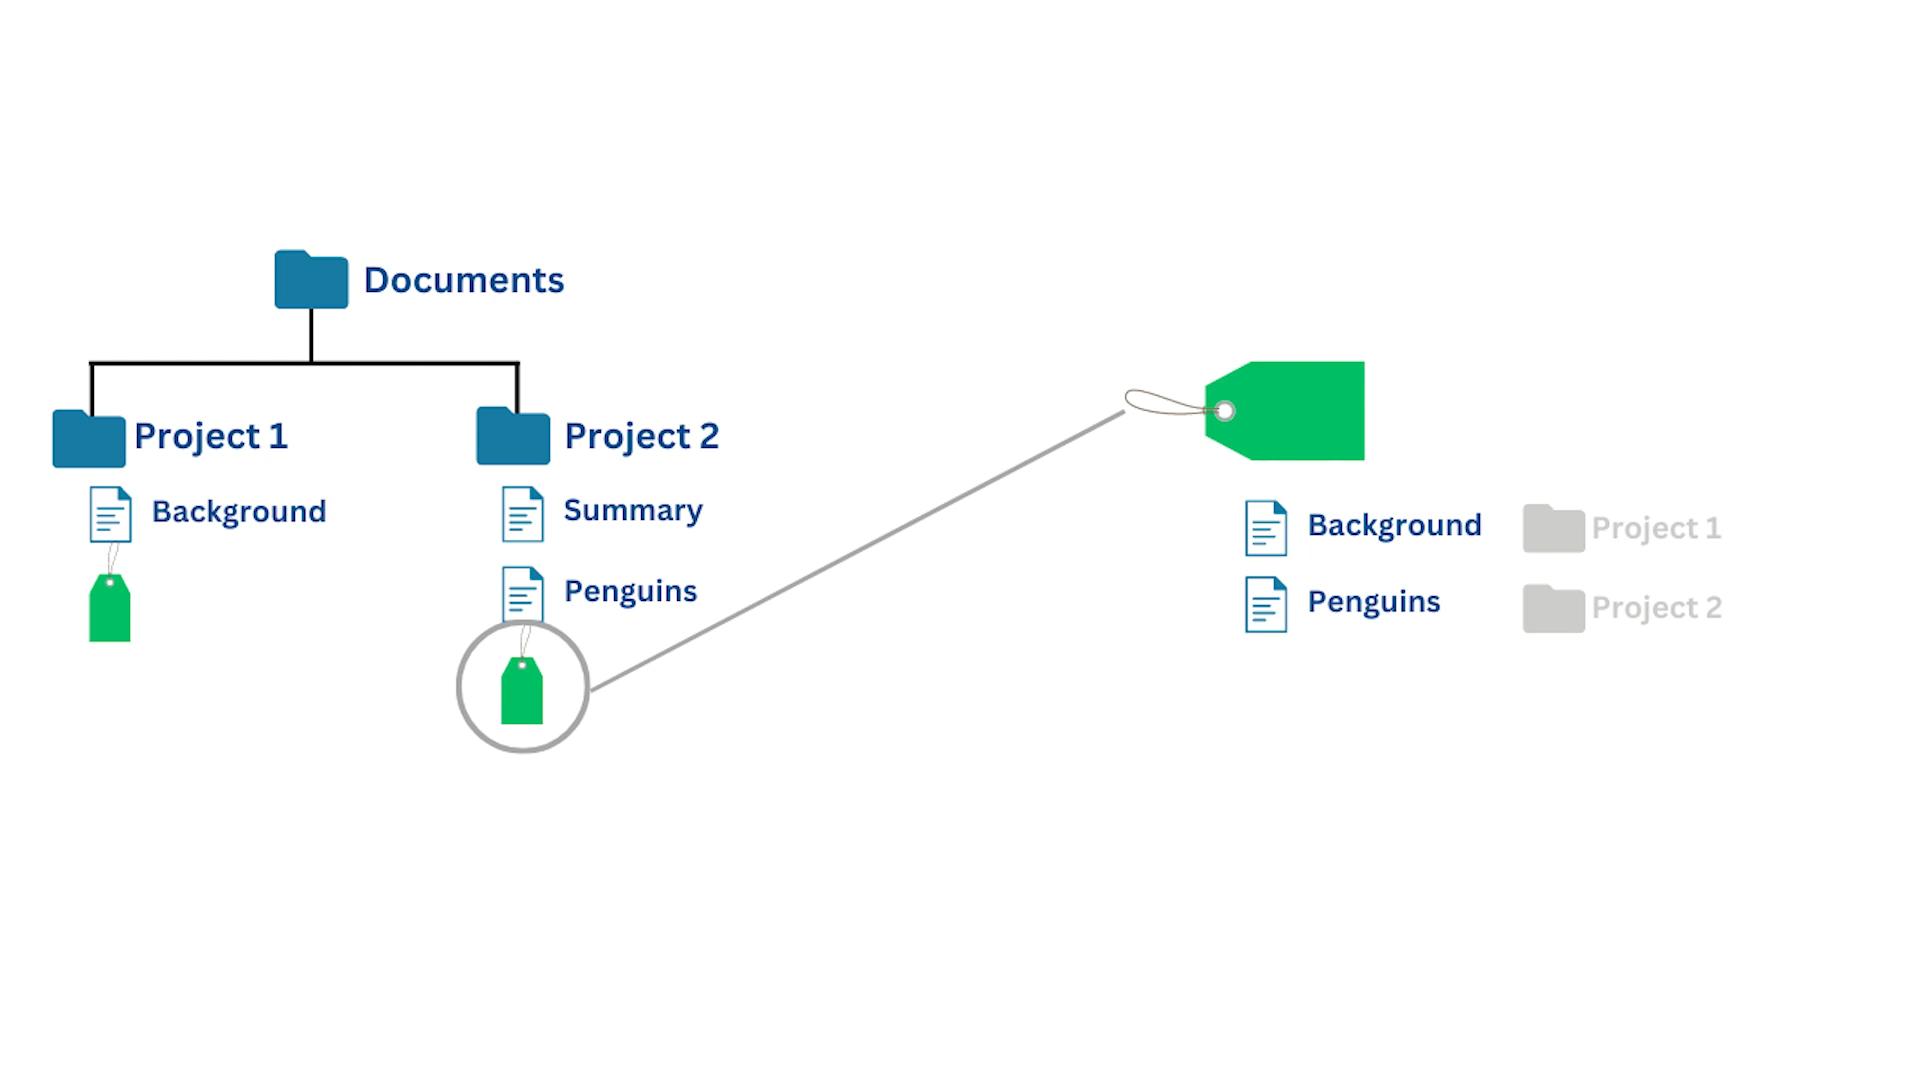 Documents
Project 1
Project 2
Background
Summary
Penguins
Background
Project 1
Penguins
Project 2